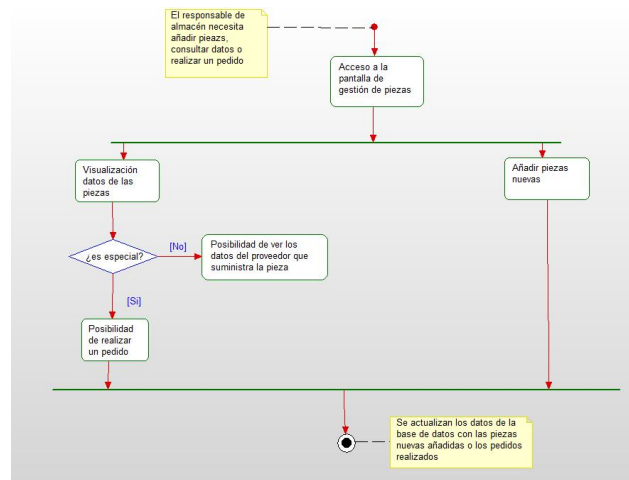 El responsable de
almacén necesita
añadir pieazs,
consultar datos o
realizar un pedido
Acceso a la
pantalla de
gestión de piezas
Visualización
datos de las
piezas
Añadir piezas
nuevas
¿es especial?
[No]
Posibilidad de ver los
datos del proveedor que
suministra la pieza
[Si]
Posibilidad
de realizar
un pedido
Se actualizan los datos de la
base de datos con las piezas
nuevas añadidas o los pedidos
realizados